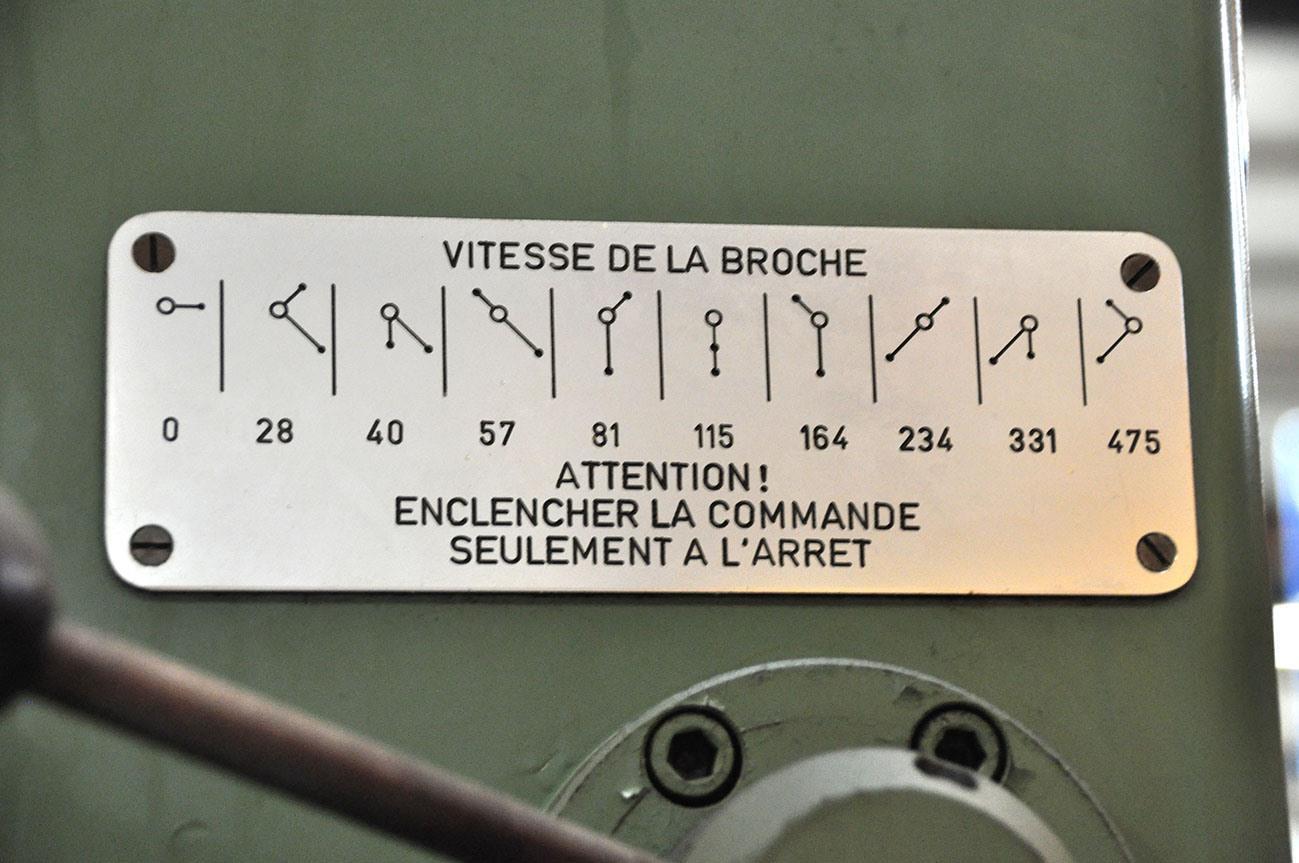 VITESSE DE LA BROCHE
0 28 40 57 81 115 164 234 331 475
ATTENTION!
ENCLENCHER LA COMMANDE
SEULEMENT A L'ARRET